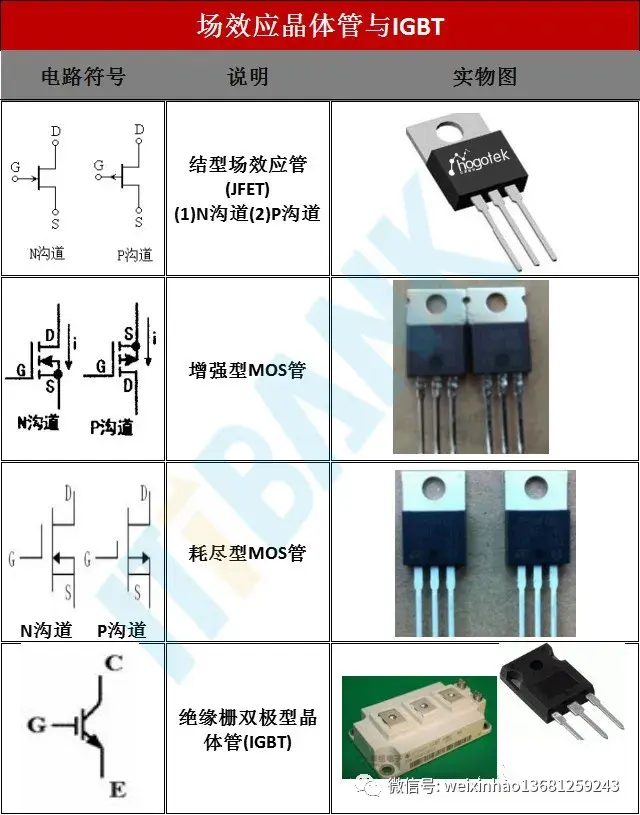 场效应晶体管与IGBT
电路符号
说明
实物图
D
D
G
G
S
S
N沟道
P沟道
结型场效应管
(JFET)
(1)N沟道(2)P沟道
hogotek
D
i
G
S
N沟道
S
i
G
D
P沟道
增强型MOS管
D
D
G
G
S
S
N沟道
P沟道
耗尽型MOS管
C
G
E
绝缘栅双极型晶
体管(IGBT)
微信号: weixinhao13681259243
ITiBANK